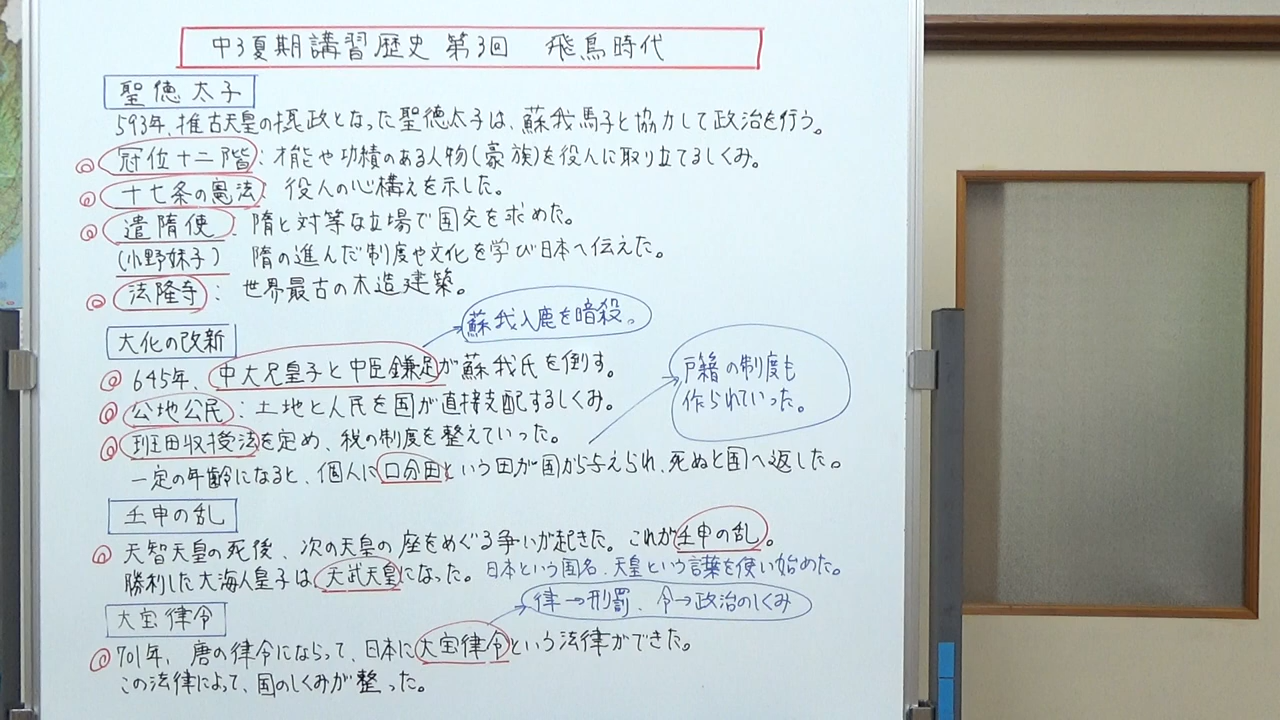 中3夏期講習歴史 第3回 飛鳥時代
聖徳太子
593年、推古天皇の摂政となった聖徳太子は、蘇我馬子と協力して政治を行う。
◎ 冠位十二階：才能や功績のある人物(豪族)を役人に取り立てるしくみ。
◎ 十七条の憲法：役人の心構えを示した。
◎ 遣隋使：隋と対等な立場で国交を求めた。
(小野妹子) 隋の進んだ制度や文化を学び日本へ伝えた。
◎ 法隆寺：世界最古の木造建築。
大化の改新
蘇我入鹿を暗殺。
◎ 645年、中大兄皇子と中臣鎌足が蘇我氏を倒す。
◎ 公地公民：土地と人民を国が直接支配するしくみ。
戸籍の制度も
作られていった。
◎ 班田収授法を定め、税の制度を整えていった。
一定の年齢になると、個人に口分田という田が国から与えられ、死ぬと国へ返した。
壬申の乱
◎ 天智天皇の死後、次の天皇の座をめぐる争いが起きた。これが壬申の乱。
勝利した大海人皇子は天武天皇になった。日本という国名、天皇という言葉を使い始めた。
大宝律令
律→刑罰、令→政治のしくみ
◎ 701年、唐の律令にならって、日本に大宝律令という法律ができた。
この法律によって、国のしくみが整った。